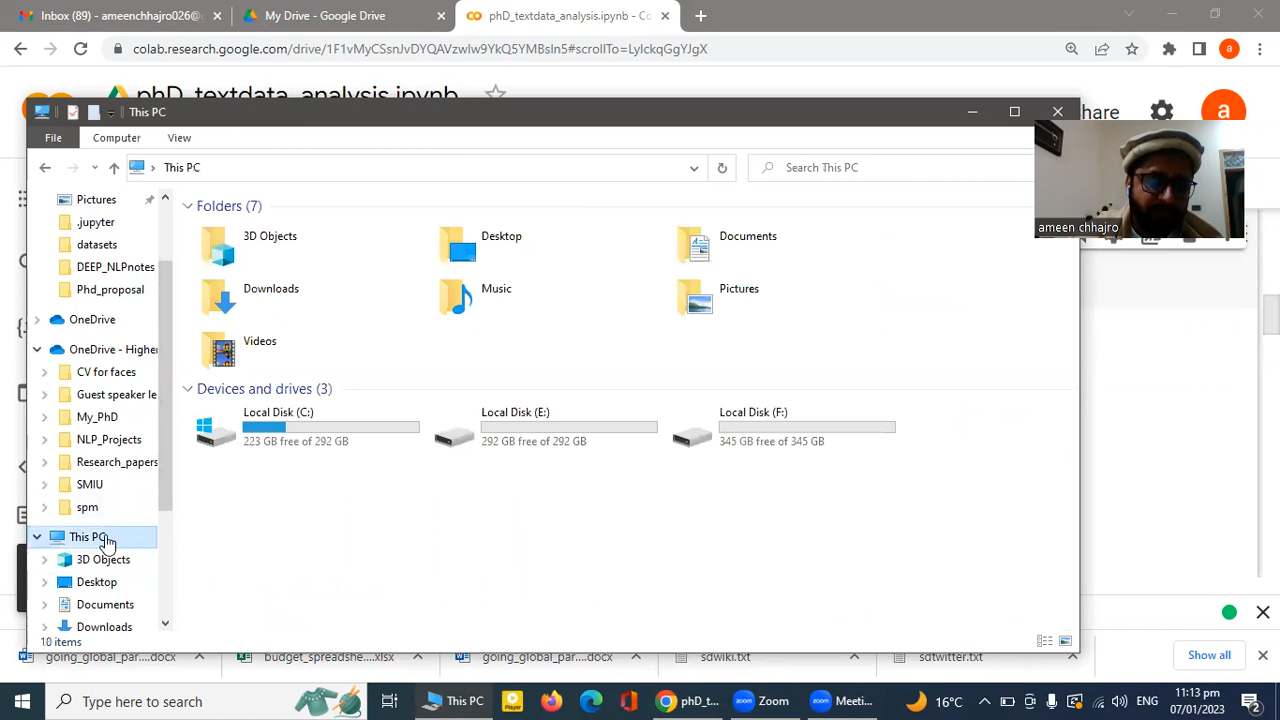 Inbox (89) - ameenchhajro026@
My Drive - Google Drive
phD_textdata_analysis.ipynb - Co
colab.research.google.com/drive/1F1vMyCSsnJvDYQAVzwIw9YkQ5YMBsIn5#scrollTo=LyIckqGgYJgX
a
phD_textdata_analysis.ipynb
hare
a
This PC
File
Computer
View
This PC
Search This PC
ameen chhajro
Pictures
.jupyter
datasets
DEEP_NLPnotes
Phd_proposal
OneDrive
OneDrive - Higher
CV for faces
Guest speaker le
My_PhD
NLP_Projects
Research_papers
SMIU
spm
This PC
3D Objects
Desktop
Documents
Downloads
Folders (7)
3D Objects
Desktop
Documents
Downloads
Music
Pictures
Videos
Devices and drives (3)
Local Disk (C:)
223 GB free of 292 GB
Local Disk (E:)
292 GB free of 292 GB
Local Disk (F:)
345 GB free of 345 GB
10 items
going_global_par....docx
budget_spreadshe....xlsx
going_global_par....docx
sdwiki.txt
sdtwitter.txt
Show all
Type here to search
This PC
Player
phD_t...
Zoom
Meeti...
16°C
ENG
11:13 pm
07/01/2023
2